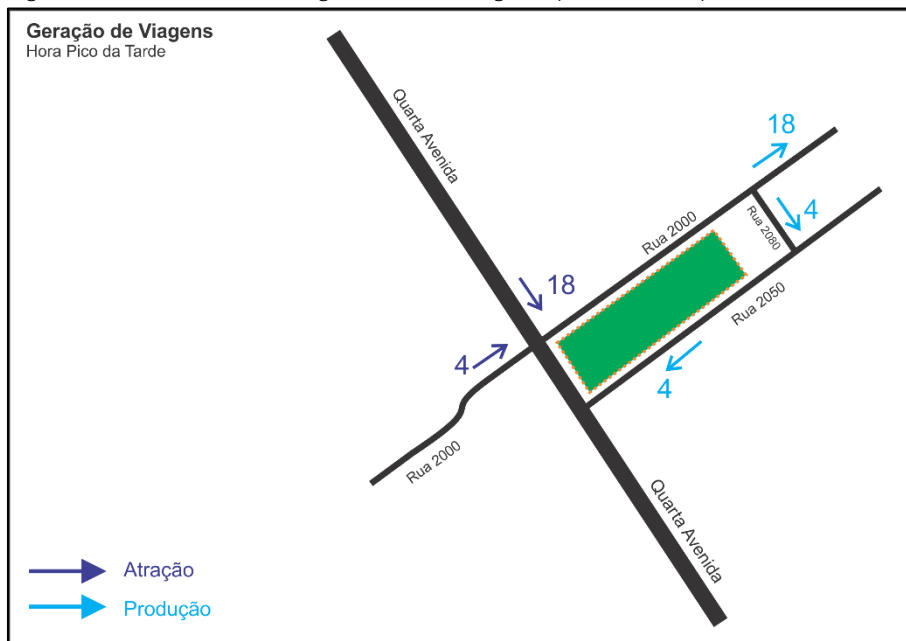 Geração de Viagens
Hora Pico da Tarde
Quarta Avenida
18
Rua 2000
Rua 2080
4
18
Rua 2050
4
4
Rua 2000
Quarta Avenida
Atração
Produção